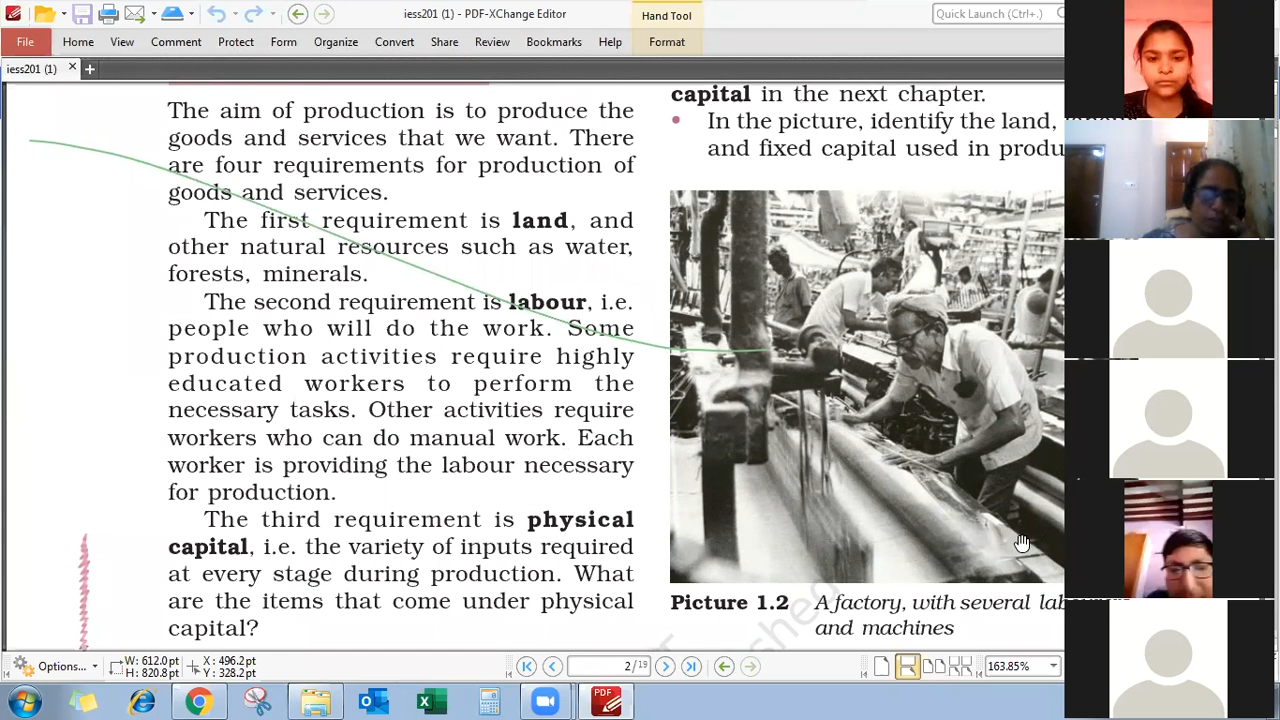 iess201 (1) - PDF-XChange Editor
Hand Tool
Quick Launch (Ctrl+.)
File
Home
View
Comment
Protect
Form
Organize
Convert
Share
Review
Bookmarks
Help
Format
iess201 (1)
The aim of production is to produce the
goods and services that we want. There
are four requirements for production of
goods and services.
The first requirement is land, and
other natural resources such as water,
forests, minerals.
The second requirement is labour, i.e.
people who will do the work. Some
production activities require highly
educated workers to perform the
necessary tasks. Other activities require
workers who can do manual work. Each
worker is providing the labour necessary
for production.
The third requirement is physical
capital, i.e. the variety of inputs required
at every stage during production. What
are the items that come under physical
capital?
capital in the next chapter.
• In the picture, identify the land,
and fixed capital used in produ
Picture 1.2 A factory, with several lab
and machines
Options...
W: 612.0pt
H: 820.8pt
X: 496.2pt
Y: 328.2pt
2 / 19
163.85%
PDF